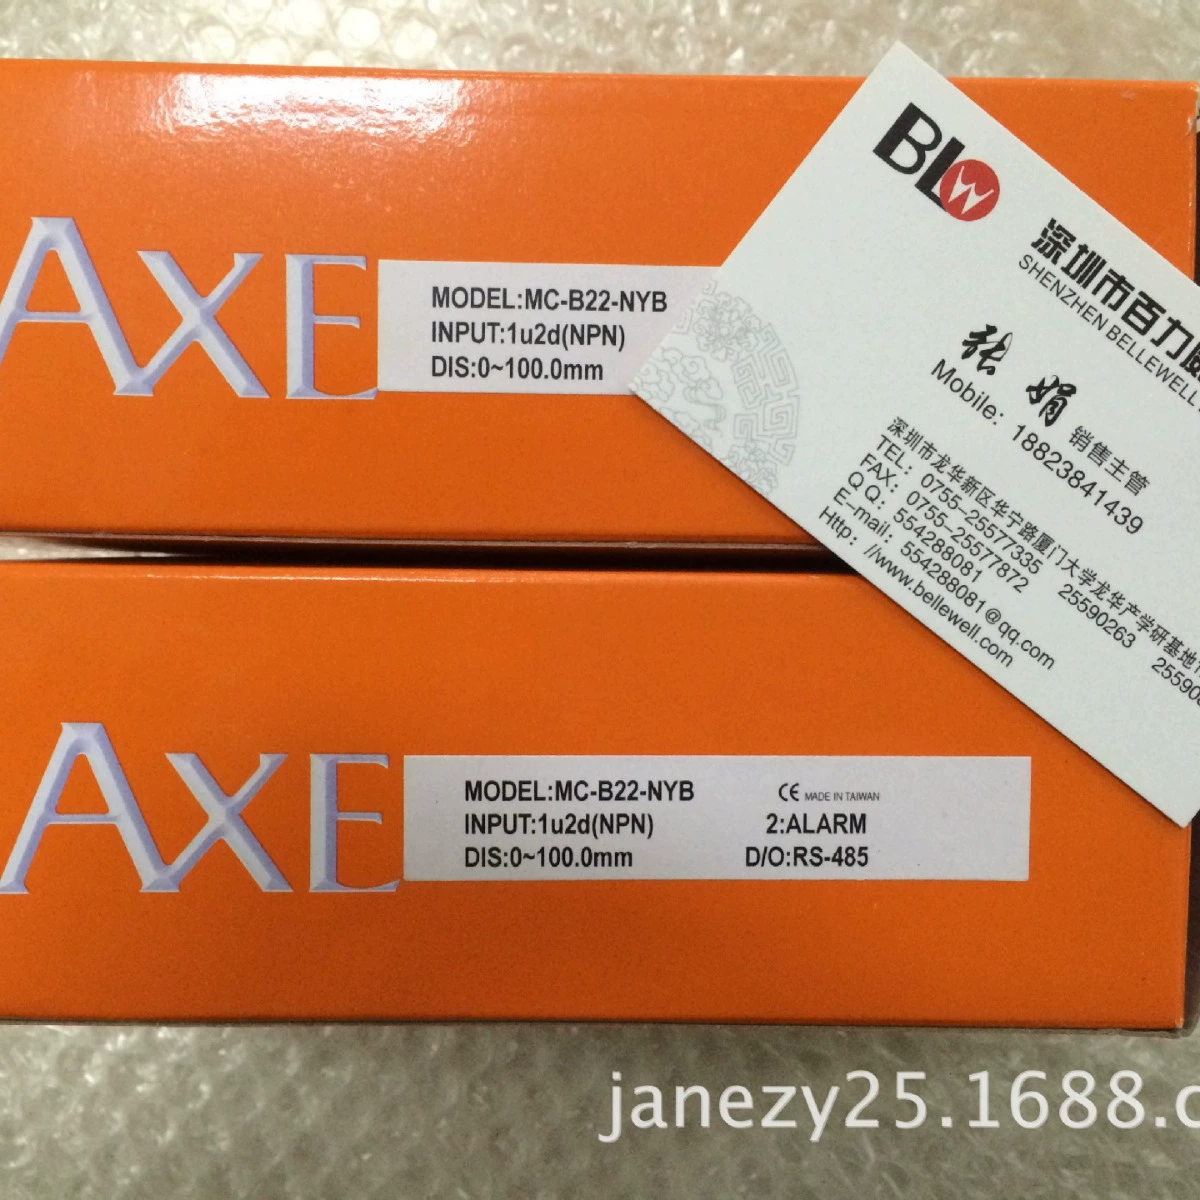 AXE
MODEL:MC-B22-NYB
INPUT:1u2d(NPN)
DIS:0~100.0mm
BLW
深圳市百力
SHENZHEN BELLEWELL
张娟 销售主管
Mobile: 18823841439
深圳市龙华新区华宁路厦门大学龙华产学研基地
TEL: 0755-25577335 25590263
FAX: 0755-25577872
Q Q: 554288081
E-mail: 554288081@qq.com
Http: //www.bellewell.com
AXE
MODEL:MC-B22-NYB CE MADE IN TAIWAN
INPUT:1u2d(NPN) 2:ALARM
DIS:0~100.0mm D/O:RS-485
janezy25.1688.c